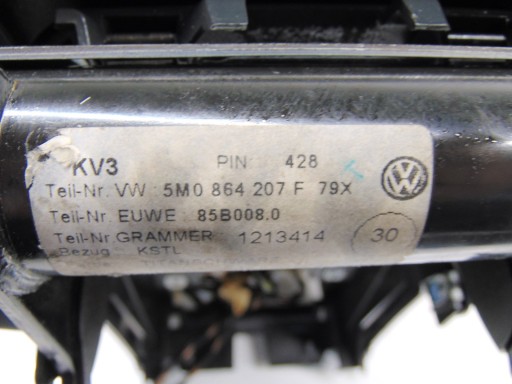 KV3 PIN 428
Teil-Nr. VW 5M0 864 207 F 79X
Teil-Nr. EUWE 85B008.0
Teil-Nr. GRAMMER 1213414 30
Bezug KSTL